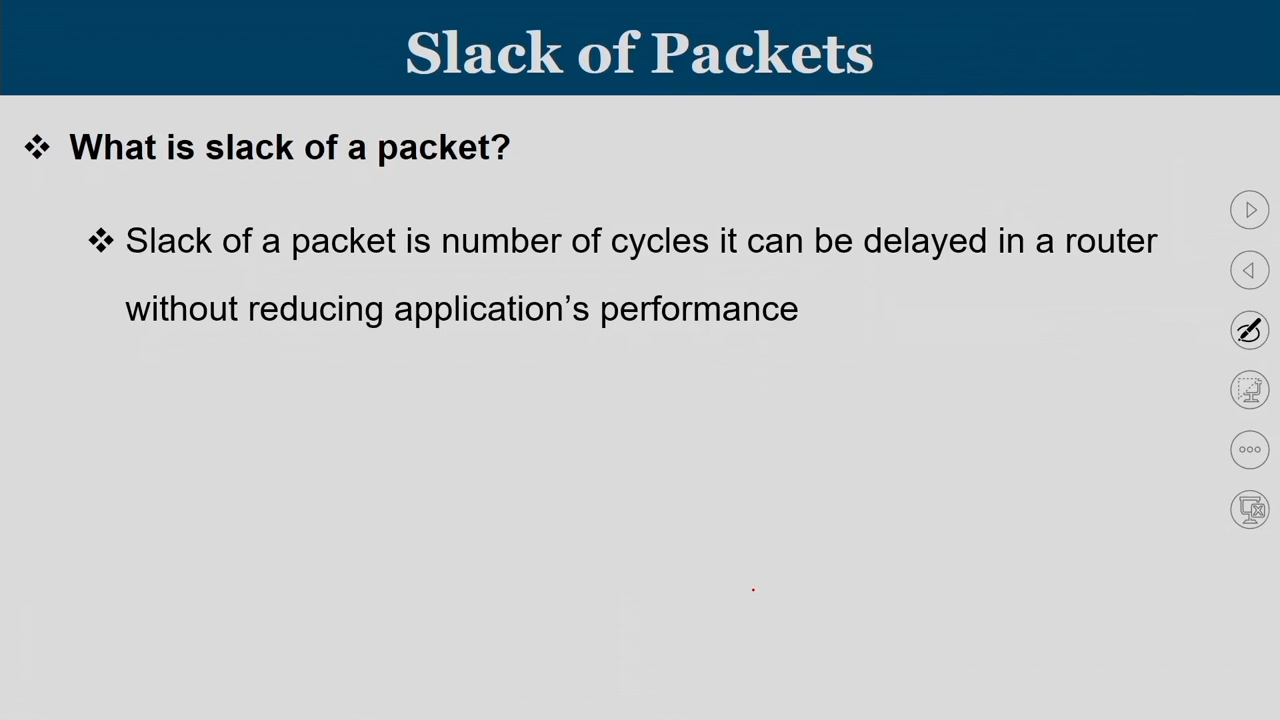 Slack of Packets
What is slack of a packet?
Slack of a packet is number of cycles it can be delayed in a router
without reducing application’s performance